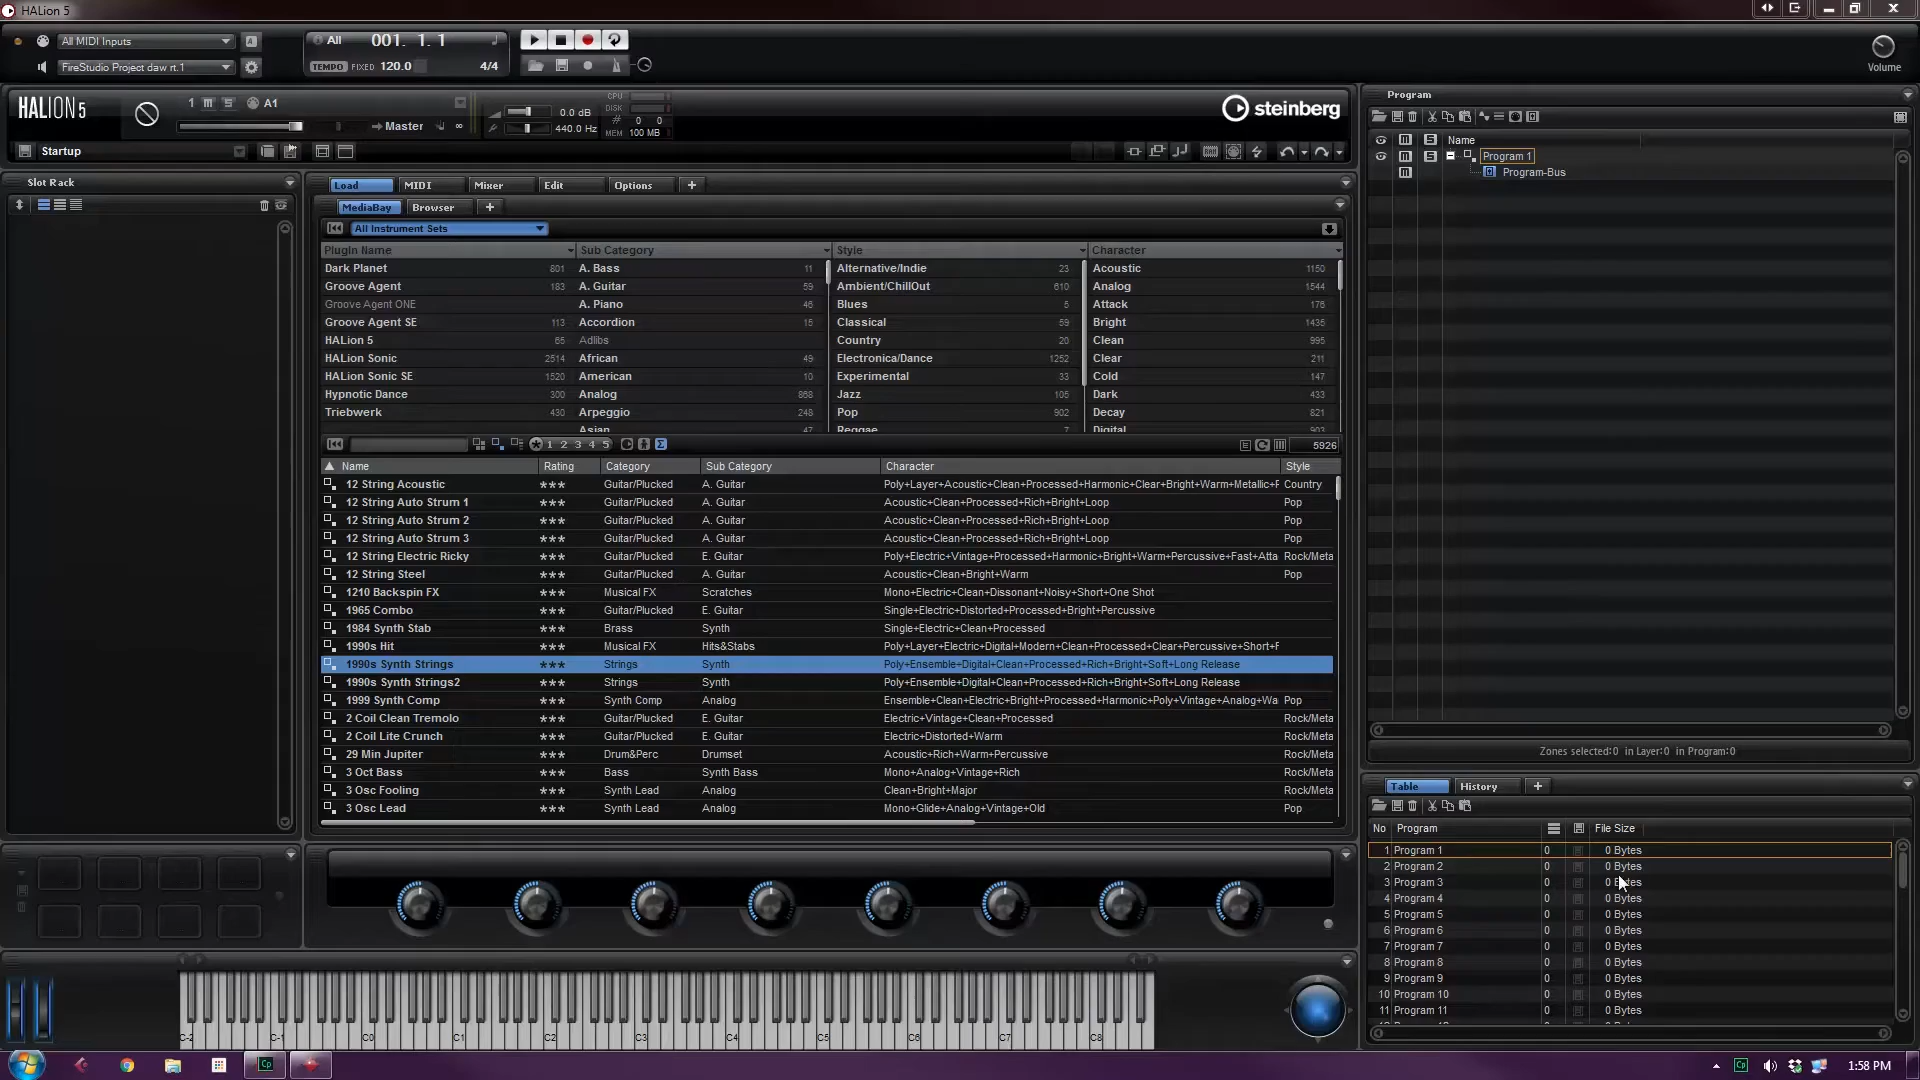 HALion 5
All MIDI Inputs
All 001. 1. 1
FireStudio Project daw rt.1
TEMPO FIXED 120.0 4/4
Volume
HALION 5
1 m S A1
Master ∞
0.0 dB
440.0 Hz
CPU
DISK
# 0 0
MEM 100 MB
steinberg
Startup
Slot Rack
Load MIDI Mixer Edit Options +
MediaBay Browser +
All Instrument Sets
Plugin Name Sub Category Style Character
Dark Planet 801 A. Bass 11 Alternative/Indie 23 Acoustic 1150
Groove Agent 183 A. Guitar 59 Ambient/ChillOut 610 Analog 1544
Groove Agent ONE A. Piano 46 Blues 5 Attack 176
Groove Agent SE 113 Accordion 15 Classical 59 Bright 1435
HALion 5 65 Adlibs Country 20 Clean 995
HALion Sonic 2514 African 49 Electronica/Dance 1252 Clear 211
HALion Sonic SE 1520 American 10 Experimental 33 Cold 147
Hypnotic Dance 300 Analog 868 Jazz 105 Dark 433
Triebwerk 430 Arpeggio 248 Pop 902 Decay 821
Asian 47 Reggae 7 Digital 903
1 2 3 4 5 5926
Name Rating Category Sub Category Character Style
12 String Acoustic *** Guitar/Plucked A. Guitar Poly+Layer+Acoustic+Clean+Processed+Harmonic+Clear+Bright+Warm+Metallic+F Country
12 String Auto Strum 1 *** Guitar/Plucked A. Guitar Acoustic+Clean+Processed+Rich+Bright+Loop Pop
12 String Auto Strum 2 *** Guitar/Plucked A. Guitar Acoustic+Clean+Processed+Rich+Bright+Loop Pop
12 String Auto Strum 3 *** Guitar/Plucked A. Guitar Acoustic+Clean+Processed+Rich+Bright+Loop Pop
12 String Electric Ricky *** Guitar/Plucked E. Guitar Poly+Electric+Vintage+Processed+Harmonic+Bright+Warm+Percussive+Fast+Atta Rock/Meta
12 String Steel *** Guitar/Plucked A. Guitar Acoustic+Clean+Bright+Warm Pop
1210 Backspin FX *** Musical FX Scratches Mono+Electric+Clean+Dissonant+Noisy+Short+One Shot
1965 Combo *** Guitar/Plucked E. Guitar Single+Electric+Distorted+Processed+Bright+Percussive
1984 Synth Stab *** Brass Synth Single+Electric+Clean+Processed
1990s Hit *** Musical FX Hits&Stabs Poly+Layer+Electric+Digital+Modern+Clean+Processed+Clear+Percussive+Short+F
1990s Synth Strings *** Strings Synth Poly+Ensemble+Digital+Clean+Processed+Rich+Bright+Soft+Long Release
1990s Synth Strings2 *** Strings Synth Poly+Ensemble+Digital+Clean+Processed+Rich+Bright+Soft+Long Release
1999 Synth Comp *** Synth Comp Analog Ensemble+Clean+Electric+Bright+Processed+Harmonic+Poly+Vintage+Analog+Wa Pop
2 Coil Clean Tremolo *** Guitar/Plucked E. Guitar Electric+Vintage+Clean+Processed Rock/Meta
2 Coil Lite Crunch *** Guitar/Plucked E. Guitar Electric+Distorted+Warm Rock/Meta
29 Min Jupiter *** Drum&Perc Drumset Acoustic+Rich+Warm+Percussive Rock/Meta
3 Oct Bass *** Bass Synth Bass Mono+Analog+Vintage+Rich Rock/Meta
3 Osc Fooling *** Synth Lead Analog Clean+Bright+Major Rock/Meta
3 Osc Lead *** Synth Lead Analog Mono+Glide+Analog+Vintage+Old Pop
Program
Name
Program 1
Program-Bus
Zones selected:0 in Layer:0 in Program:0
Table History +
No Program File Size
1 Program 1 0 0 Bytes
2 Program 2 0 0 Bytes
3 Program 3 0 0 Bytes
4 Program 4 0 0 Bytes
5 Program 5 0 0 Bytes
6 Program 6 0 0 Bytes
7 Program 7 0 0 Bytes
8 Program 8 0 0 Bytes
9 Program 9 0 0 Bytes
10 Program 10 0 0 Bytes
11 Program 11 0 0 Bytes
C-2 C-1 C0 C1 C2 C3 C4 C5 C6 C7 C8
Cp
Cp
1:58 PM